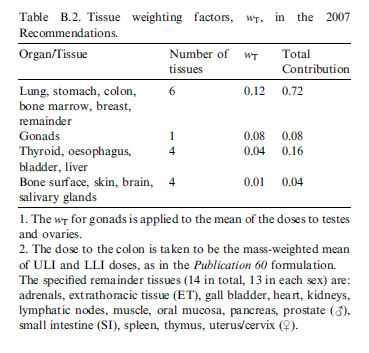 Table B.2. Tissue weighting factors, wT, in the 2007
Recommendations.
Organ/Tissue Number of tissues wT Total Contribution
Lung, stomach, colon, bone marrow, breast, remainder 6 0.12 0.72
Gonads 1 0.08 0.08
Thyroid, oesophagus, bladder, liver 4 0.04 0.16
Bone surface, skin, brain, salivary glands 4 0.01 0.04
1. The wT for gonads is applied to the mean of the doses to testes
and ovaries.
2. The dose to the colon is taken to be the mass-weighted mean
of ULI and LLI doses, as in the Publication 60 formulation.
The specified remainder tissues (14 in total, 13 in each sex) are:
adrenals, extrathoracic tissue (ET), gall bladder, heart, kidneys,
lymphatic nodes, muscle, oral mucosa, pancreas, prostate (♂),
small intestine (SI), spleen, thymus, uterus/cervix (♀).